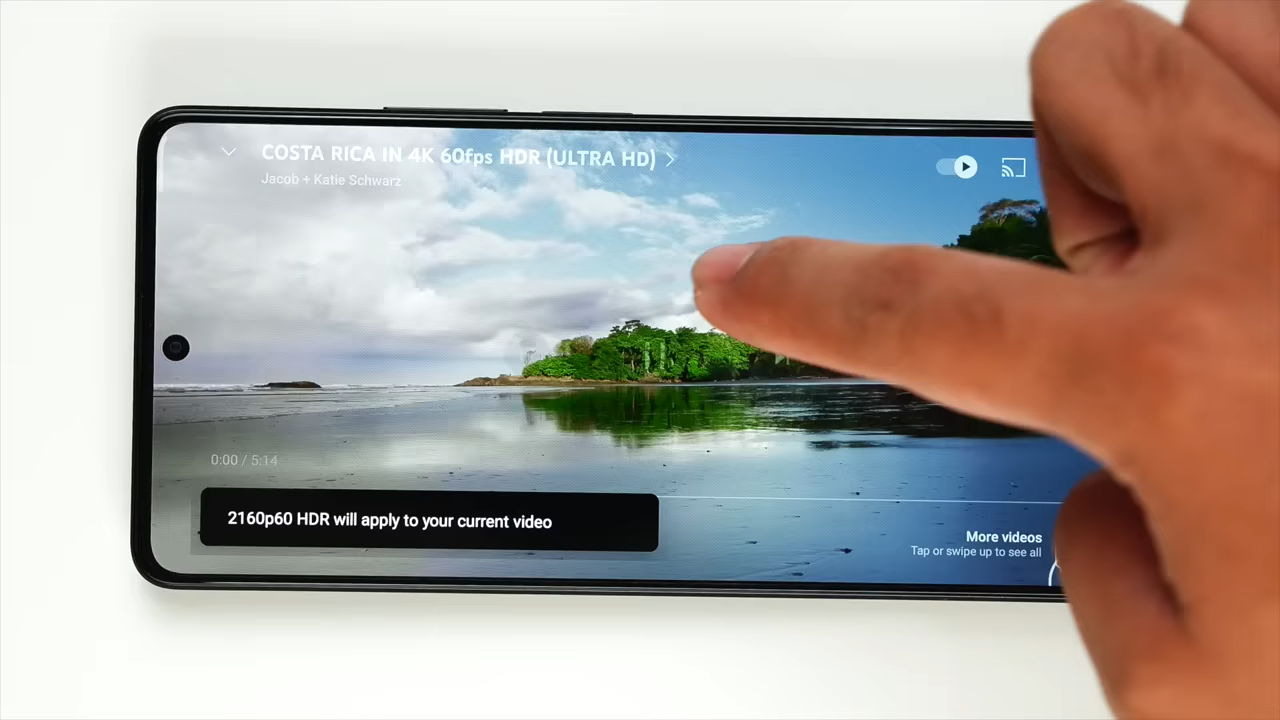 COSTA RICA IN 4K 60fps HDR (ULTRA HD)
Jacob + Katie Schwarz
0:00 / 5:14
2160p60 HDR will apply to your current video
More videos
Tap or swipe up to see all